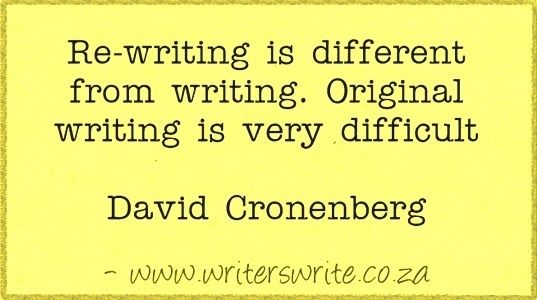 Re-writing is different
from writing. Original
writing is very difficult
David Cronenberg
- www.writerswrite.co.za